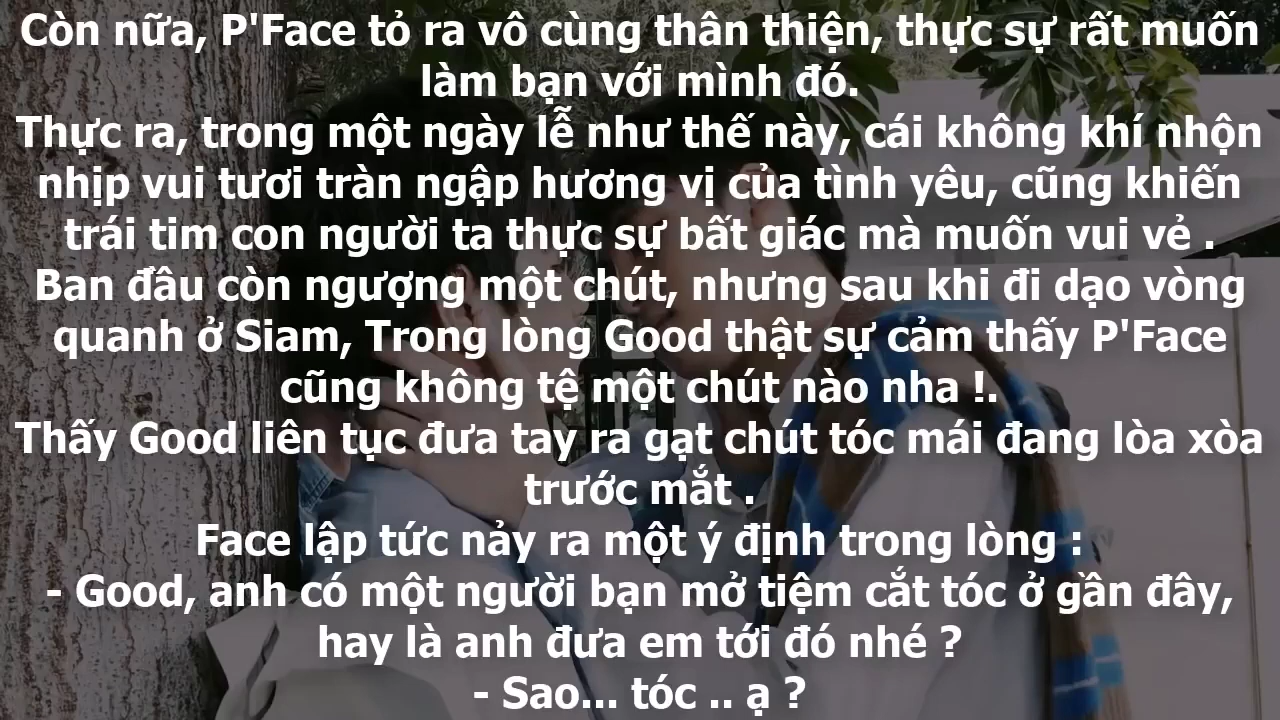 Còn nữa, P'Face tỏ ra vô cùng thân thiện, thực sự rất muốn
làm bạn với mình đó.
Thực ra, trong một ngày lễ như thế này, cái không khí nhộn
nhịp vui tươi tràn ngập hương vị của tình yêu, cũng khiến
trái tim con người ta thực sự bất giác mà muốn vui vẻ .
Ban đâu còn ngượng một chút, nhưng sau khi đi dạo vòng
quanh ở Siam, Trong lòng Good thật sự cảm thấy P'Face
cũng không tệ một chút nào nha !.
Thấy Good liên tục đưa tay ra gạt chút tóc mái đang lòa xòa
trước mắt .
Face lập tức nảy ra một ý định trong lòng :
- Good, anh có một người bạn mở tiệm cắt tóc ở gần đây,
hay là anh đưa em tới đó nhé ?
- Sao... tóc .. ạ ?